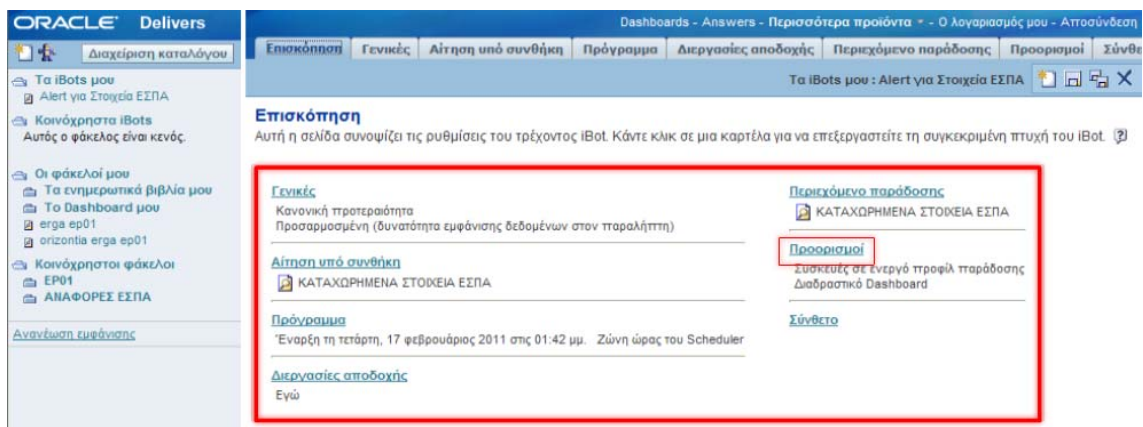 ORACLE Delivers
Dashboards - Answers - Περισσότερα προϊόντα - Ο λογαριασμός μου - Αποσύνδεση
Διαχείριση καταλόγου
Επισκόπηση Γενικές Αίτηση υπό συνθήκη Πρόγραμμα Διεργασίες αποδοχής Περιεχόμενο παράδοσης Προορισμοί Σύνθε
Τα iBots μου : Alert για Στοιχεία ΕΣΠΑ
Τα iBots μου
Alert για Στοιχεία ΕΣΠΑ
Κοινόχρηστα iBots
Αυτός ο φάκελος είναι κενός.
Οι φάκελοί μου
Τα ενημερωτικά βιβλία μου
Το Dashboard μου
erga ep01
orizontia erga ep01
Κοινόχρηστοι φάκελοι
EP01
ΑΝΑΦΟΡΕΣ ΕΣΠΑ
Ανανέωση εμφάνισης
Επισκόπηση
Αυτή η σελίδα συνοψίζει τις ρυθμίσεις του τρέχοντος iBot. Κάντε κλικ σε μια καρτέλα για να επεξεργαστείτε τη συγκεκριμένη πτυχή του iBot.
Γενικές
Κανονική προτεραιότητα
Προσαρμοσμένη (δυνατότητα εμφάνισης δεδομένων στον παραλήπτη)
Αίτηση υπό συνθήκη
ΚΑΤΑΧΩΡΗΜΕΝΑ ΣΤΟΙΧΕΙΑ ΕΣΠΑ
Πρόγραμμα
Έναρξη τη τετάρτη, 17 φεβρουάριος 2011 στις 01:42 μμ. Ζώνη ώρας του Scheduler
Διεργασίες αποδοχής
Εγώ
Περιεχόμενο παράδοσης
ΚΑΤΑΧΩΡΗΜΕΝΑ ΣΤΟΙΧΕΙΑ ΕΣΠΑ
Προορισμοί
Συσκευές σε ενεργό προφίλ παράδοσης
Διαδραστικό Dashboard
Σύνθετο